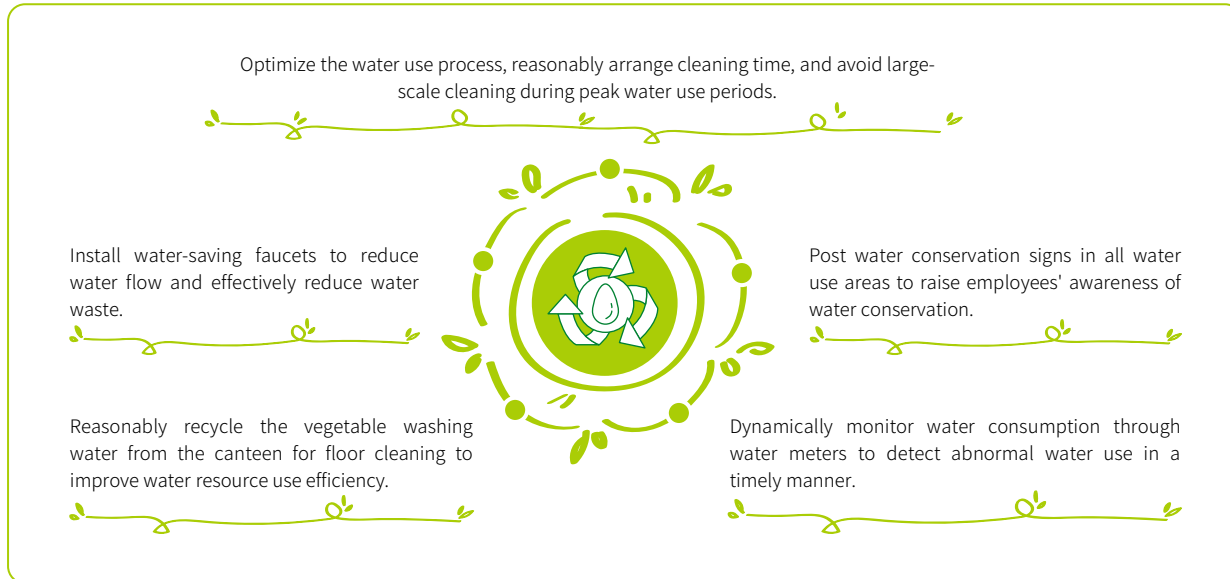 Optimize the water use process, reasonably arrange cleaning time, and avoid large-
scale cleaning during peak water use periods.
Install water-saving faucets to reduce
water flow and effectively reduce water
waste.
Post water conservation signs in all water
use areas to raise employees' awareness of
water conservation.
Reasonably recycle the vegetable washing
water from the canteen for floor cleaning to
improve water resource use efficiency.
Dynamically monitor water consumption through
water meters to detect abnormal water use in a
timely manner.